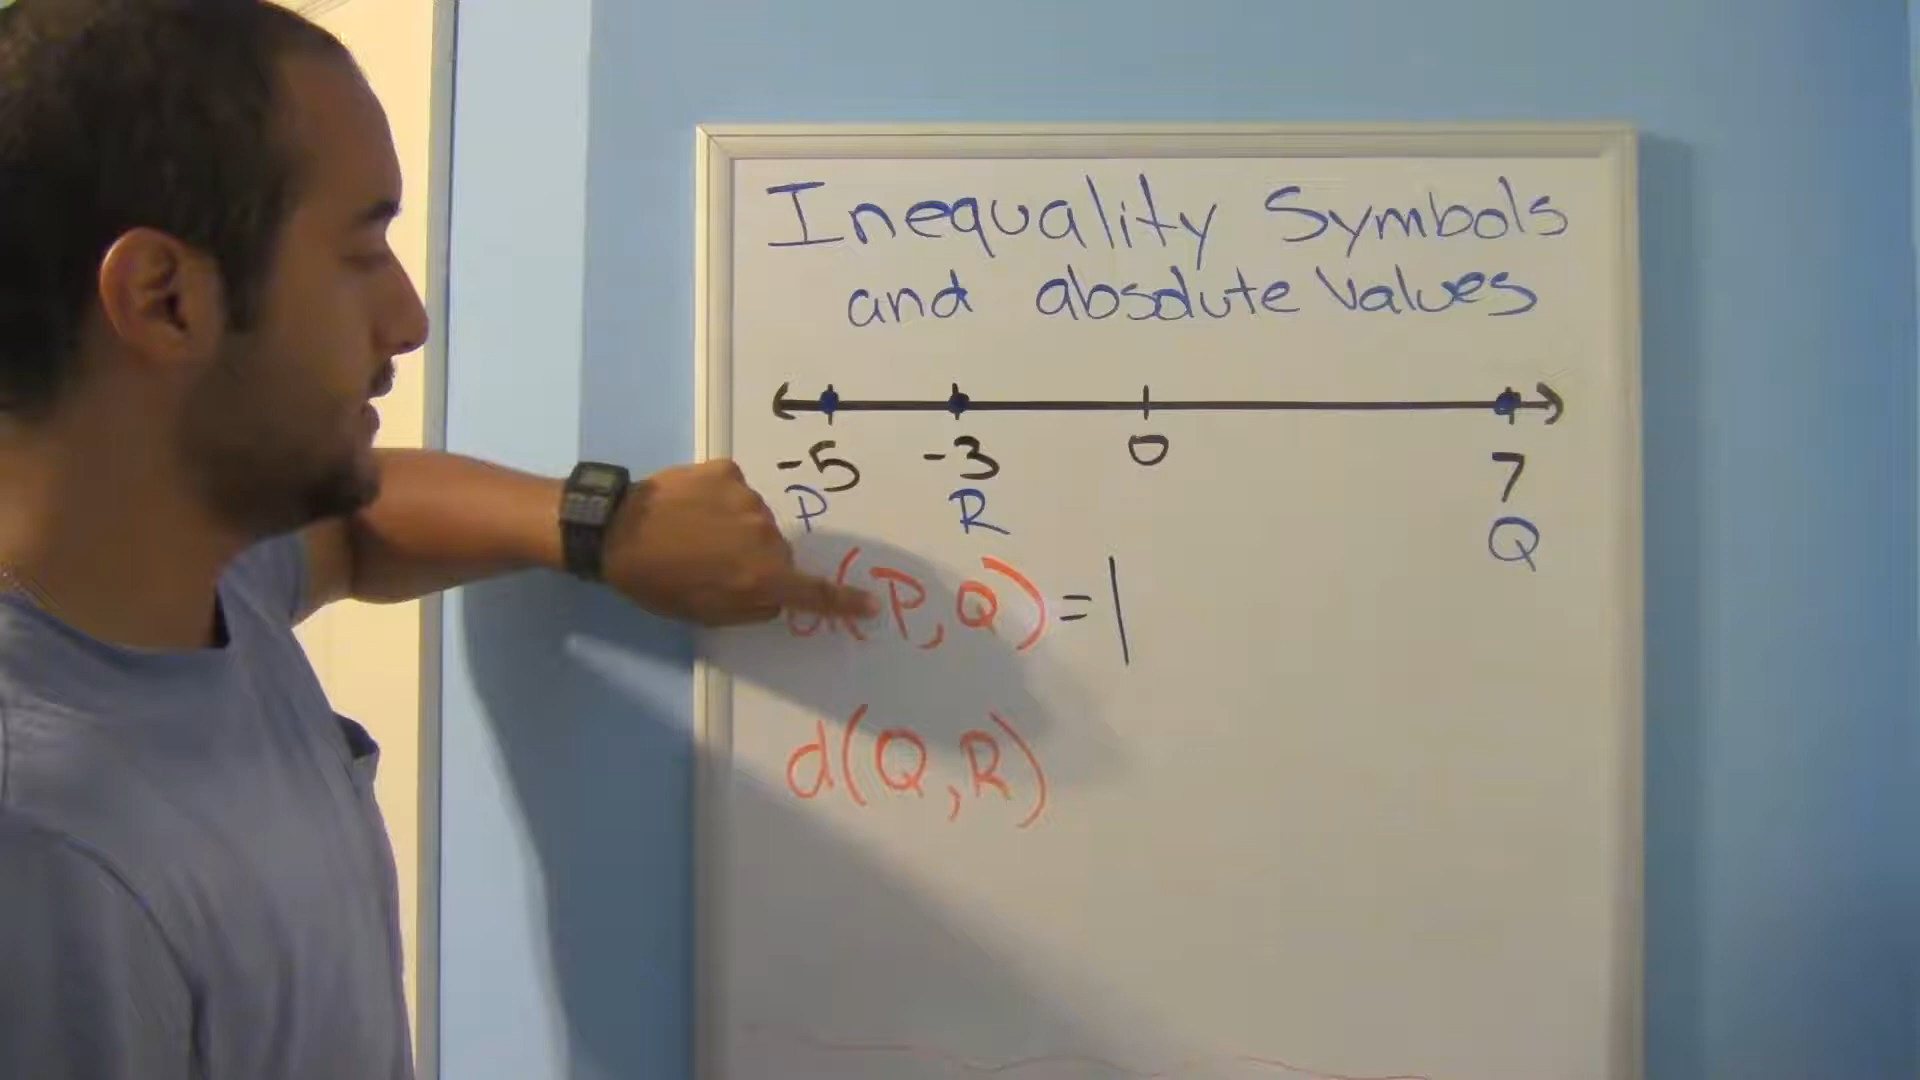 Inequality Symbols
and absolute Values
-5 -3 0 7
P R Q
d(P,Q)=|
d(Q,R)